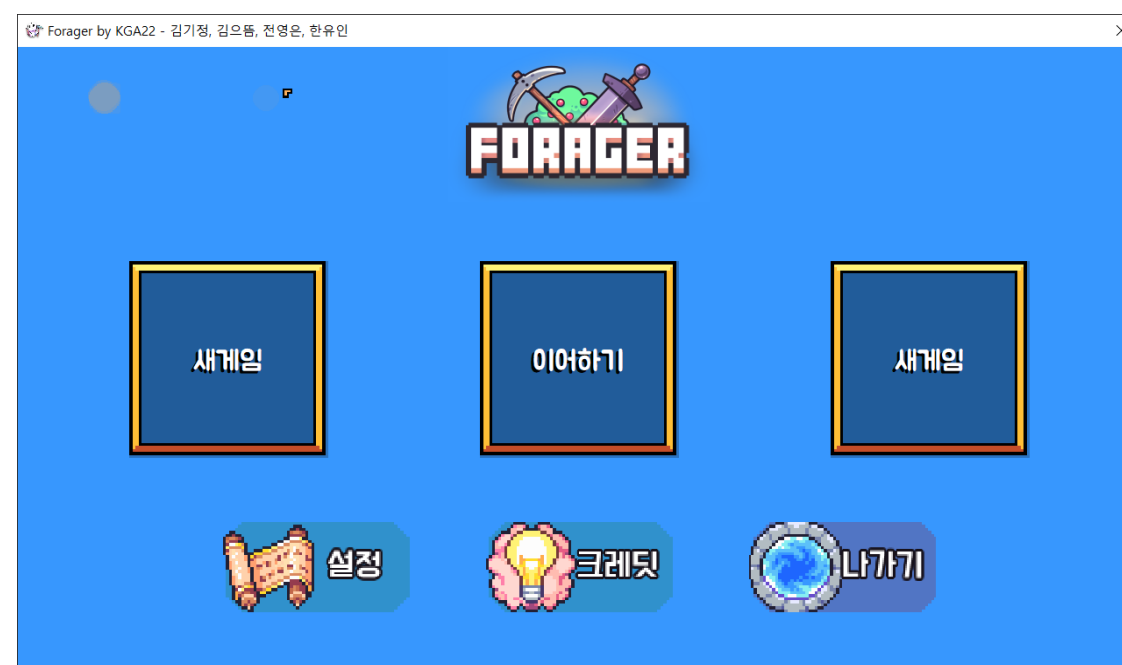 Forager by KGA22 - 김기정, 김으뜸, 전영은, 한유인
FORAGER
새게임
이어하기
새게임
설정
크레딧
나가기